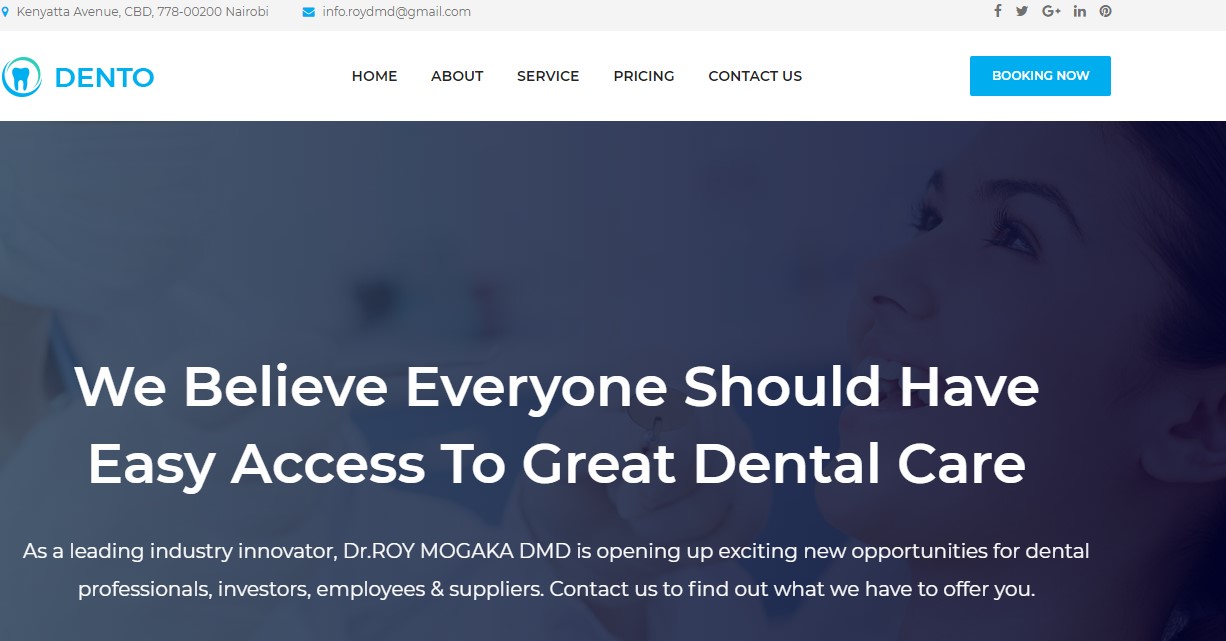 Kenyatta Avenue, CBD, 778-00200 Nairobi info.roydmd@gmail.com
DENTO HOME ABOUT SERVICE PRICING CONTACT US BOOKING NOW
We Believe Everyone Should Have
Easy Access To Great Dental Care
As a leading industry innovator, Dr.ROY MOGAKA DMD is opening up exciting new opportunities for dental
professionals, investors, employees & suppliers. Contact us to find out what we have to offer you.